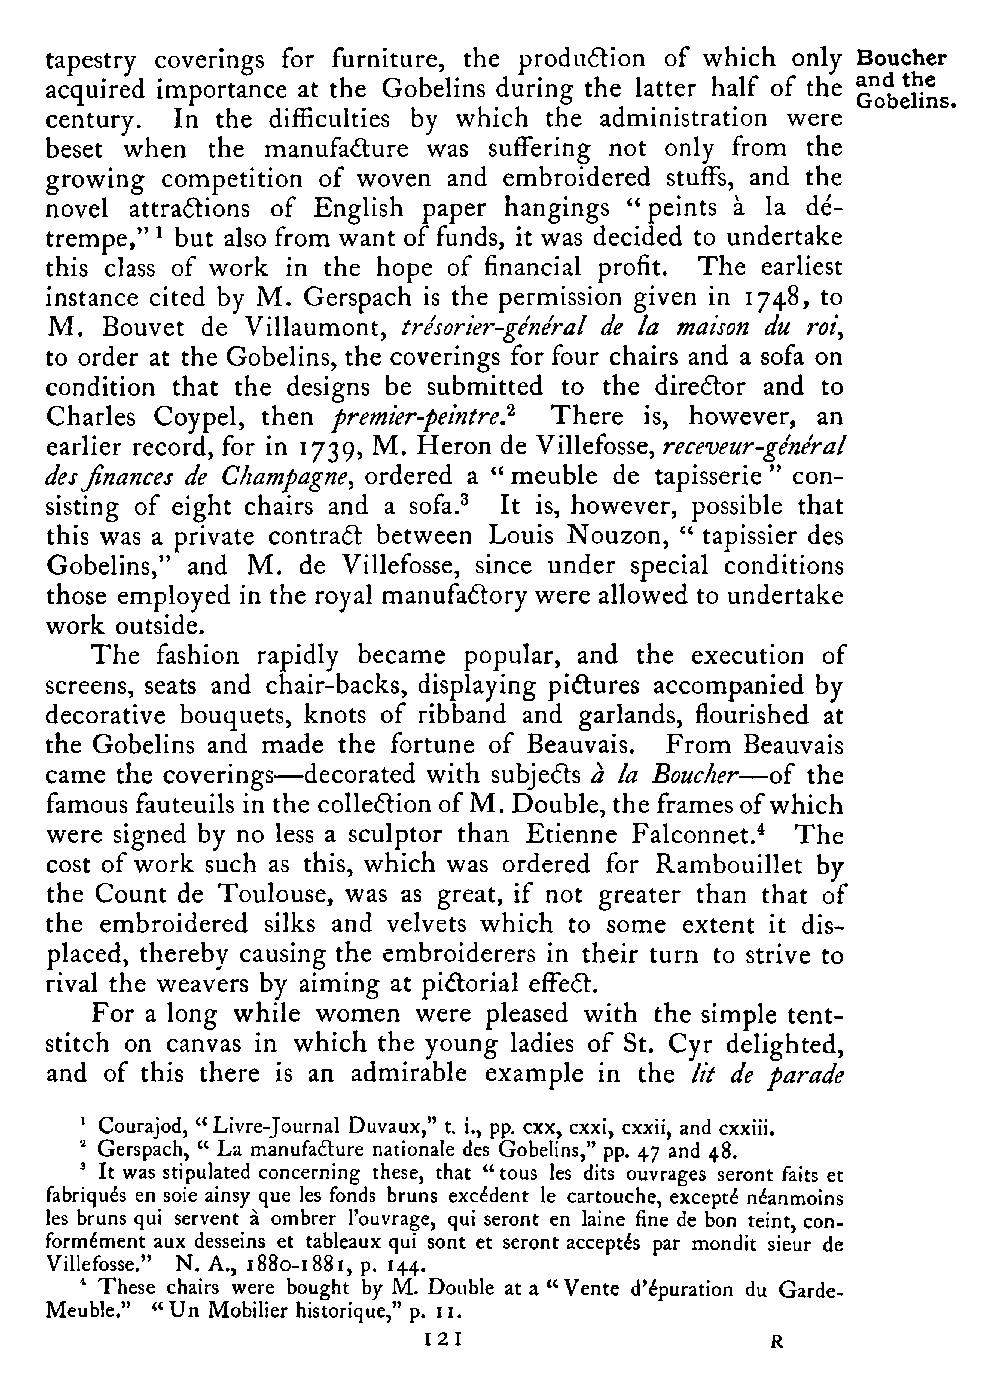 tapestry coverings for furniture, the production of which only
acquired importance at the Gobelins during the latter half of the
century. In the difficulties by which the administration were
beset when the manufacture was suffering not only from the
growing competition of woven and embroidered stuffs, and the
novel attractions of English paper hangings “peints à la dé-
trempe,” ¹ but also from want of funds, it was decided to undertake
this class of work in the hope of financial profit. The earliest
instance cited by M. Gerspach is the permission given in 1748, to
M. Bouvet de Villaumont, trésorier-général de la maison du roi,
to order at the Gobelins, the coverings for four chairs and a sofa on
condition that the designs be submitted to the director and to
Charles Coypel, then premier-peintre.² There is, however, an
earlier record, for in 1739, M. Heron de Villefosse, receveur-général
des finances de Champagne, ordered a “meuble de tapisserie” con-
sisting of eight chairs and a sofa.³ It is, however, possible that
this was a private contract between Louis Nouzon, “tapissier des
Gobelins,” and M. de Villefosse, since under special conditions
those employed in the royal manufactory were allowed to undertake
work outside.
The fashion rapidly became popular, and the execution of
screens, seats and chair-backs, displaying pictures accompanied by
decorative bouquets, knots of ribband and garlands, flourished at
the Gobelins and made the fortune of Beauvais. From Beauvais
came the coverings—decorated with subjects à la Boucher—of the
famous fauteuils in the collection of M. Double, the frames of which
were signed by no less a sculptor than Etienne Falconnet.⁴ The
cost of work such as this, which was ordered for Rambouillet by
the Count de Toulouse, was as great, if not greater than that of
the embroidered silks and velvets which to some extent it dis-
placed, thereby causing the embroiderers in their turn to strive to
rival the weavers by aiming at pictorial effect.
For a long while women were pleased with the simple tent-
stitch on canvas in which the young ladies of St. Cyr delighted,
and of this there is an admirable example in the lit de parade
Boucher
and the
Gobelins.
¹ Courajod, “Livre-Journal Duvaux,” t. i., pp. cxx, cxxi, cxxii, and cxxiii.
² Gerspach, “La manufacture nationale des Gobelins,” pp. 47 and 48.
³ It was stipulated concerning these, that “tous les dits ouvrages seront faits et
fabriqués en soie ainsy que les fonds bruns excédent le cartouche, excepté néanmoins
les bruns qui servent à ombrer l’ouvrage, qui seront en laine fine de bon teint, con-
formément aux desseins et tableaux qui sont et seront acceptés par mondit sieur de
Villefosse.” N. A., 1880-1881, p. 144.
⁴ These chairs were bought by M. Double at a “Vente d’épuration du Garde-
Meuble.” “Un Mobilier historique,” p. 11.
121 R